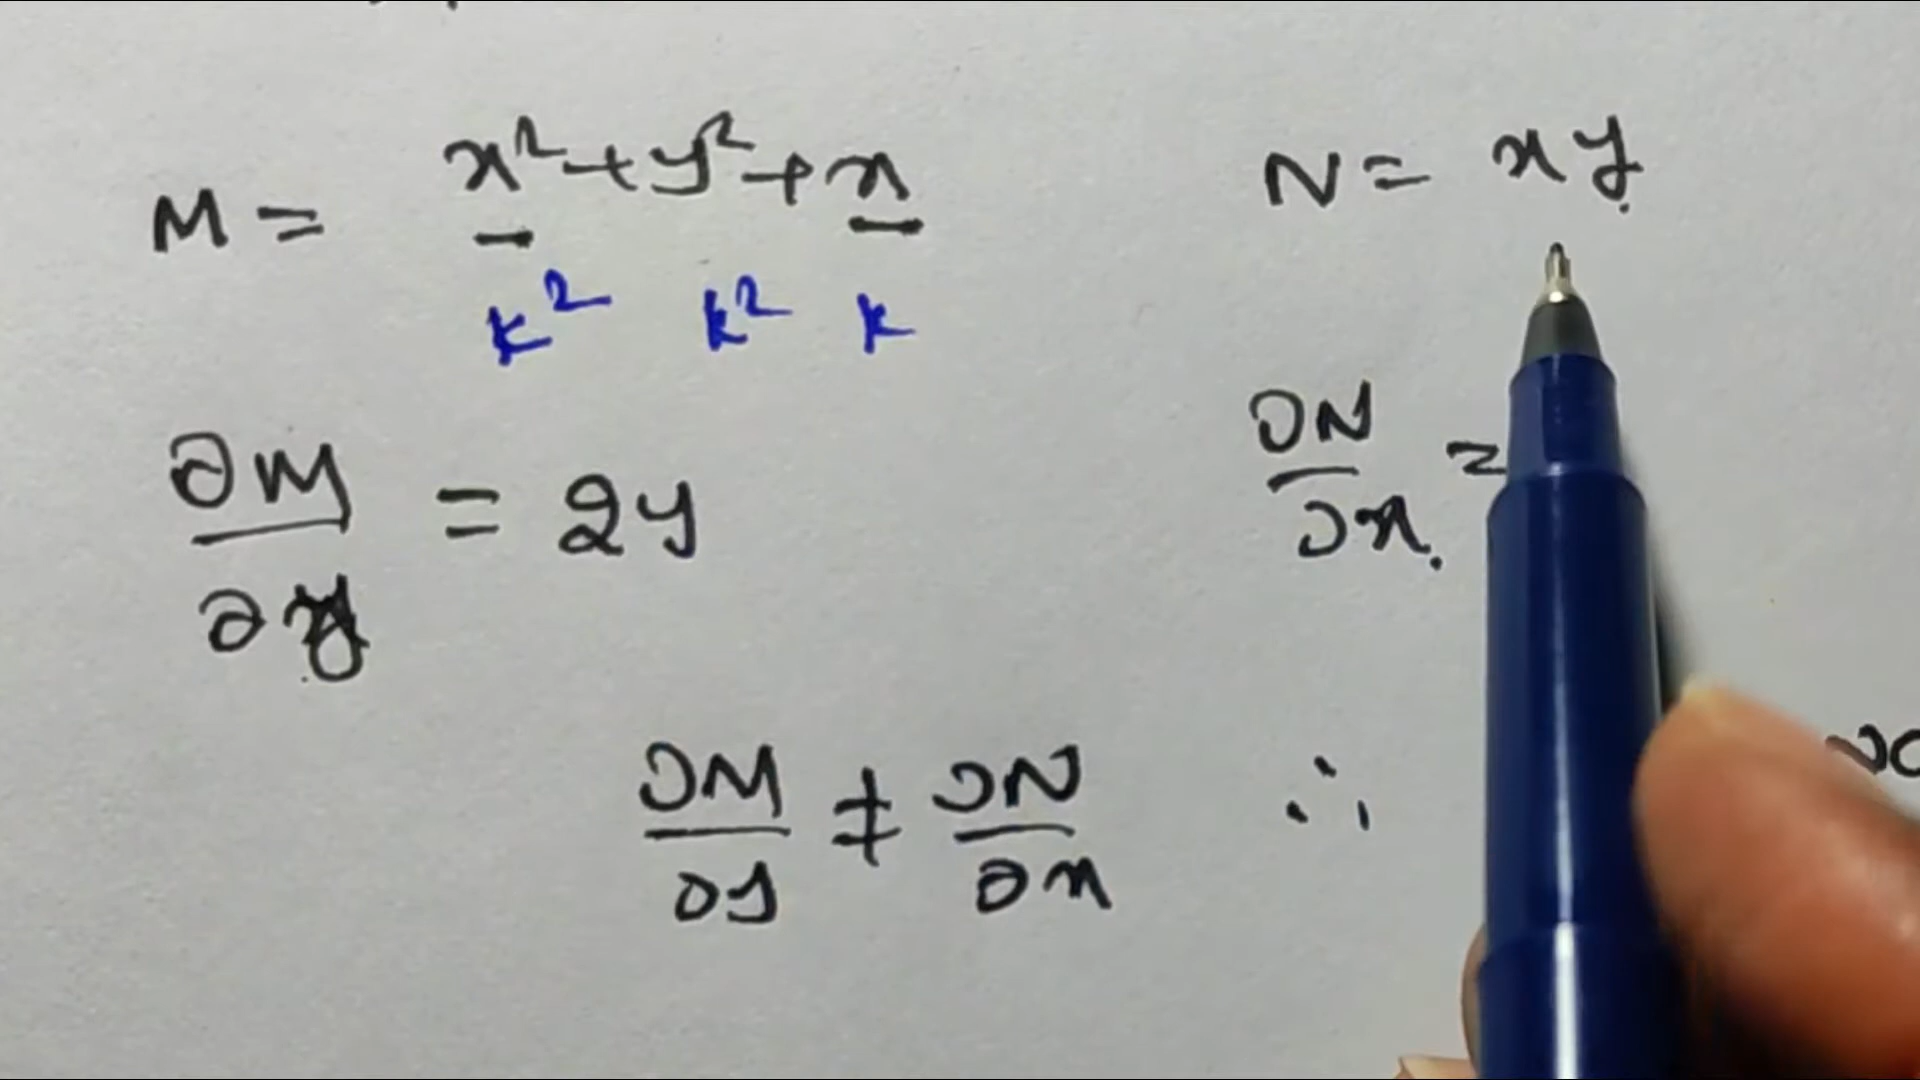 M = x² + y² + x
N = xy
k² k² k
∂M/∂y = 2y
∂N/∂x =
∂M/∂y ≠ ∂N/∂x ∴